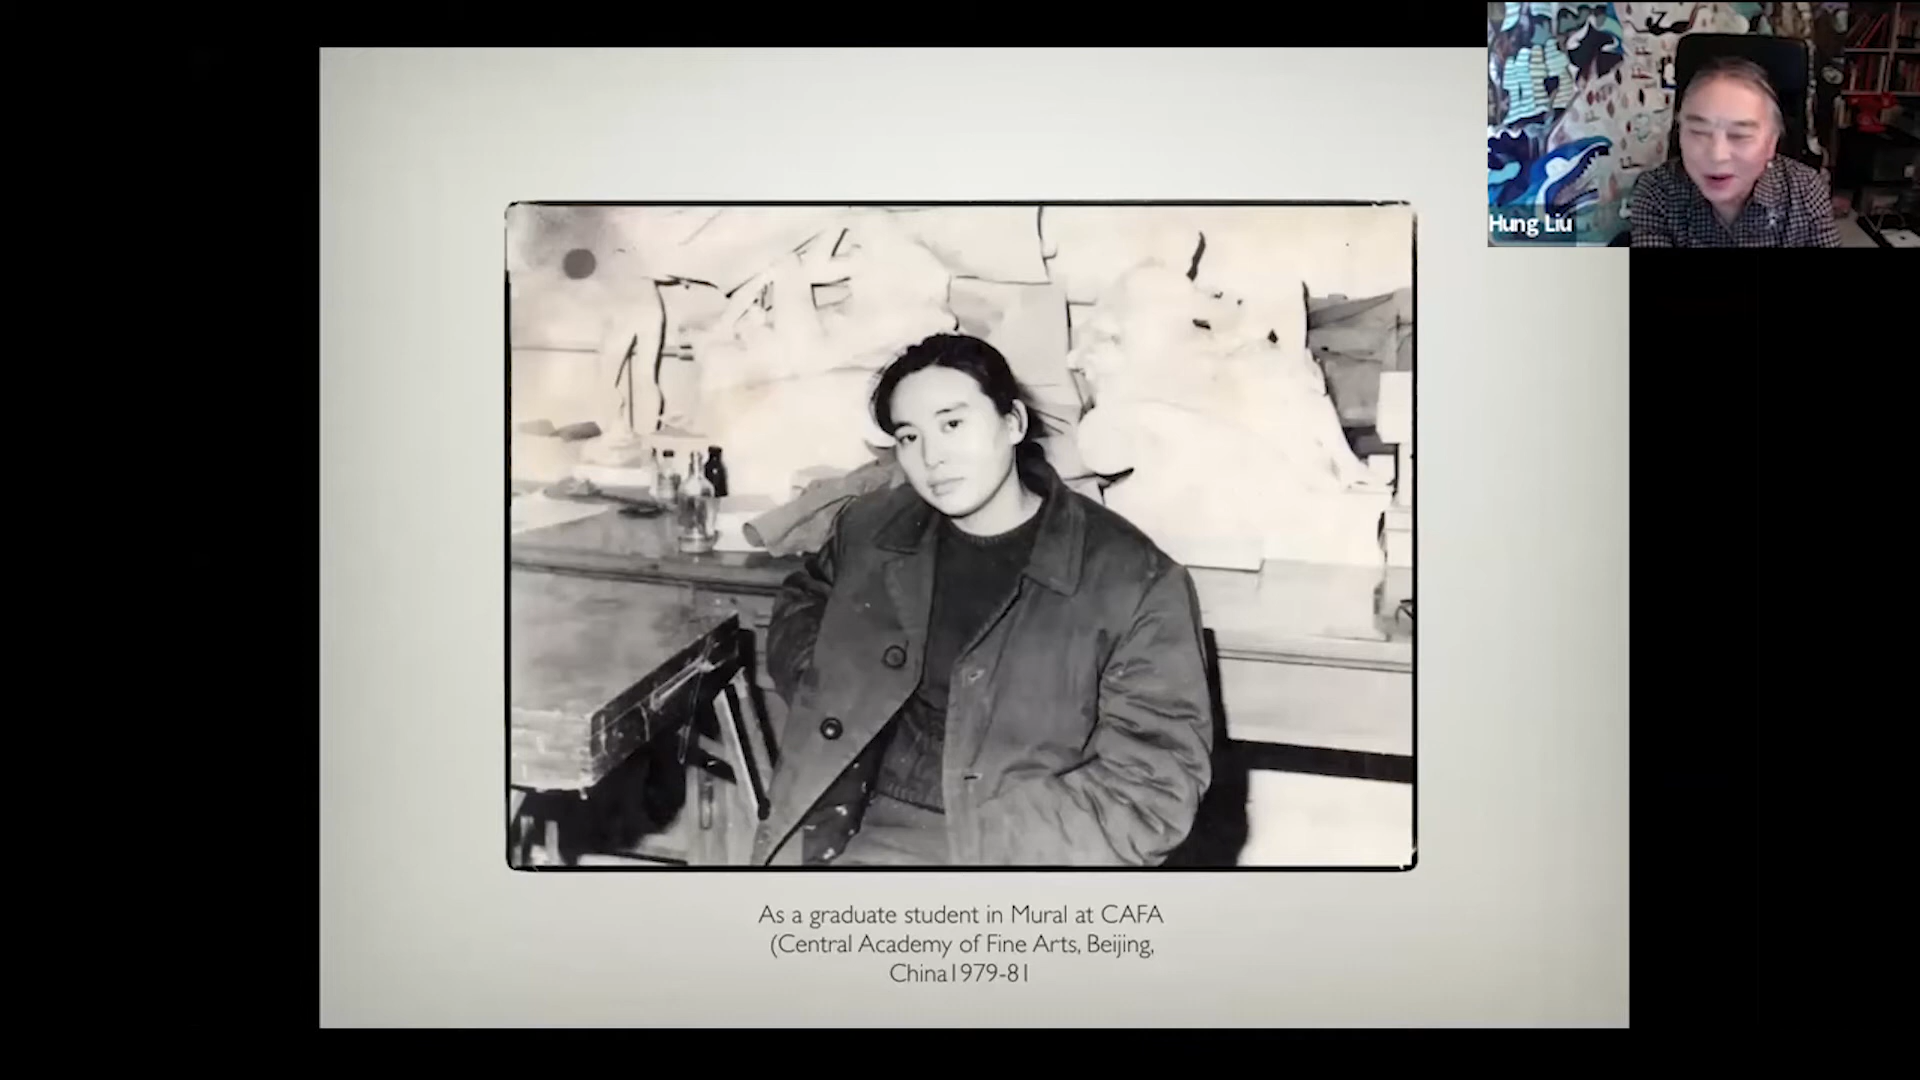 Hung Liu
As a graduate student in Mural at CAFA
(Central Academy of Fine Arts, Beijing,
China1979-81